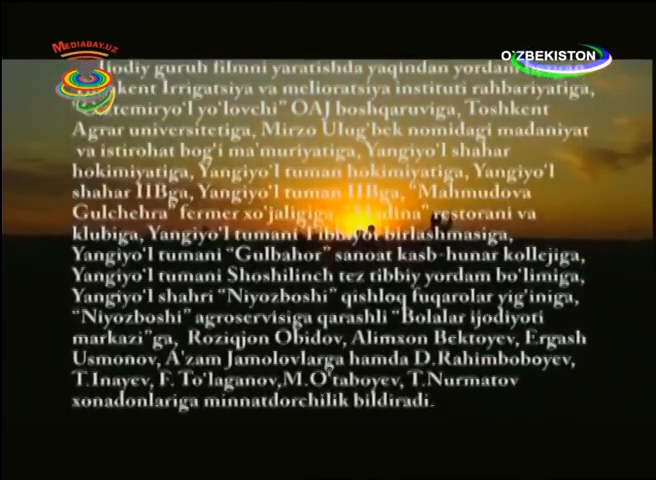 MEDIABAY.UZ
O'ZBEKISTON
Ijodiy guruh filmni yaratishda yaqindan yordam
Irrigatsiya va melioratsiya instituti rahbariyatiga,
yo'lovchi" OAJ boshqaruviga, Toshkent
Agrar universitetiga, Mirzo Ulug'bek nomidagi madaniyat
va istirohat bog'i ma'muriyatiga, Yangiyo'l shahar
hokimiyatiga, Yangiyo'l tuman hokimiyatiga, Yangiyo'l
shahar IIBga, Yangiyo'l tuman IIBga, "Mahmudova
Gulchehra" fermer xo'jaligiga, "Madina" restorani va
klubiga, Yangiyo'l tumani Tibbiyot birlashmasiga,
Yangiyo'l tumani "Gulbahor" sanoat kasb-hunar kollejiga,
Yangiyo'l tumani Shoshilinch tez tibbiy yordam bo'limiga,
Yangiyo'l shahri "Niyozboshi" qishloq fuqarolar yig'iniga,
"Niyozboshi" agroservisiga qarashli "Bolalar ijodiyoti
markazi"ga, Roziqjon Obidov, Alimxon Bektoyev, Ergash
Usmonov, A'zam Jamolovlarga hamda D.Rahimboboyev,
T.Inayev, F. To'laganov,M.O'taboyev, T.Nurmatov
xonadonlariga minnatdorchilik bildiradi.